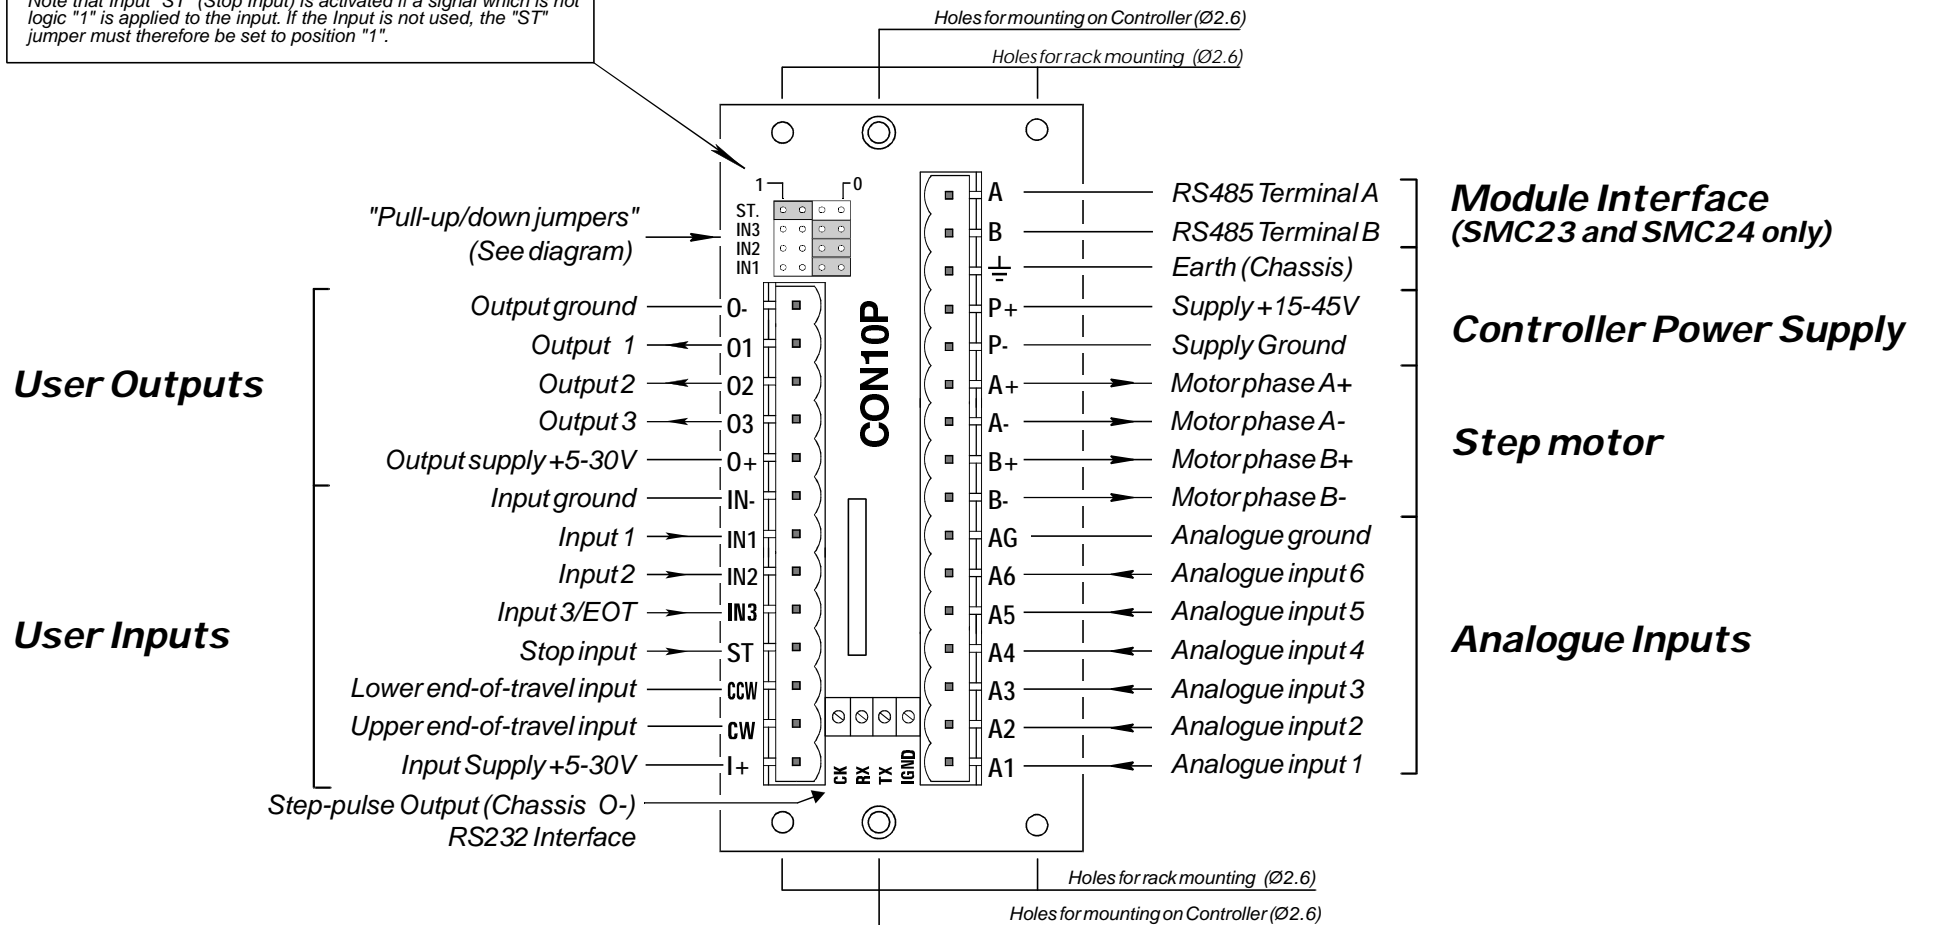 Note that Input "ST" (Stop Input) is activated if a signal which is not
logic "1" is applied to the input. If the Input is not used, the "ST"
jumper must therefore be set to position "1".
Holes for mounting on Controller (Ø2.6)
Holes for rack mounting (Ø2.6)
1 0
ST.
IN3
IN2
IN1
"Pull-up/down jumpers"
(See diagram)
User Outputs
Output ground O-
Output 1 O1
Output 2 O2
Output 3 O3
Output supply +5-30V O+
User Inputs
Input ground IN-
Input 1 IN1
Input 2 IN2
Input 3/EOT IN3
Stop input ST
Lower end-of-travel input CCW
Upper end-of-travel input CW
Input Supply +5-30V I+
Step-pulse Output (Chassis O-)
RS232 Interface
CON10P
CK
RX
TX
IGND
A RS485 Terminal A
B RS485 Terminal B
Earth (Chassis)
P+ Supply +15-45V
P- Supply Ground
A+ Motor phase A+
A- Motor phase A-
B+ Motor phase B+
B- Motor phase B-
AG Analogue ground
A6 Analogue input 6
A5 Analogue input 5
A4 Analogue input 4
A3 Analogue input 3
A2 Analogue input 2
A1 Analogue input 1
Module Interface
(SMC23 and SMC24 only)
Controller Power Supply
Step motor
Analogue Inputs
Holes for rack mounting (Ø2.6)
Holes for mounting on Controller (Ø2.6)